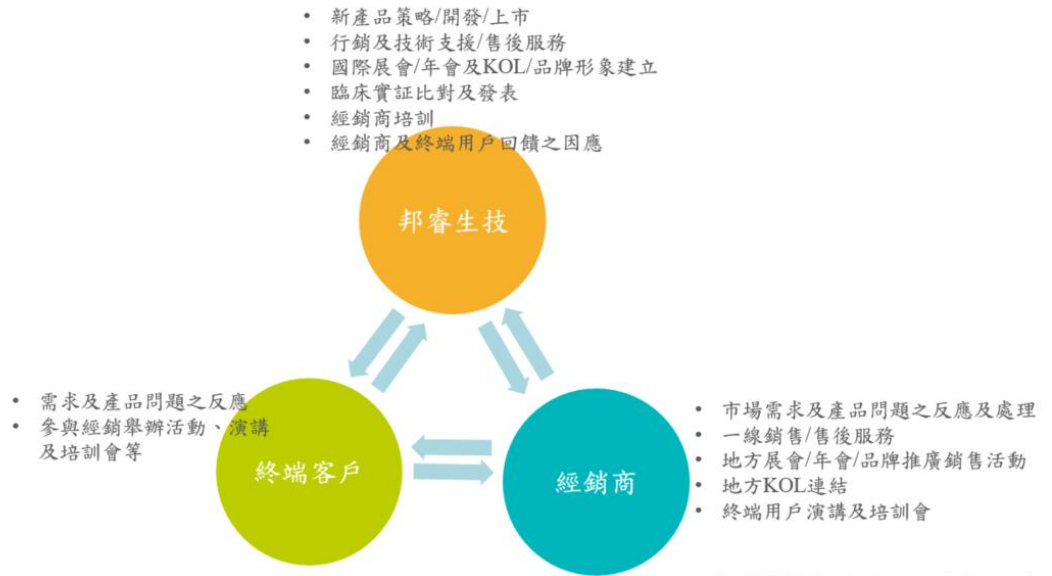 • 新產品策略/開發/上市
• 行銷及技術支援/售後服務
• 國際展會/年會及KOL/品牌形象建立
• 臨床實証比對及發表
• 經銷商培訓
• 經銷商及終端用戶回饋之因應
邦睿生技
• 需求及產品問題之反應
• 參與經銷舉辦活動、演講
及培訓會等
終端客戶
經銷商
• 市場需求及產品問題之反應及處理
• 一線銷售/售後服務
• 地方展會/年會/品牌推廣銷售活動
• 地方KOL連結
• 終端用戶演講及培訓會